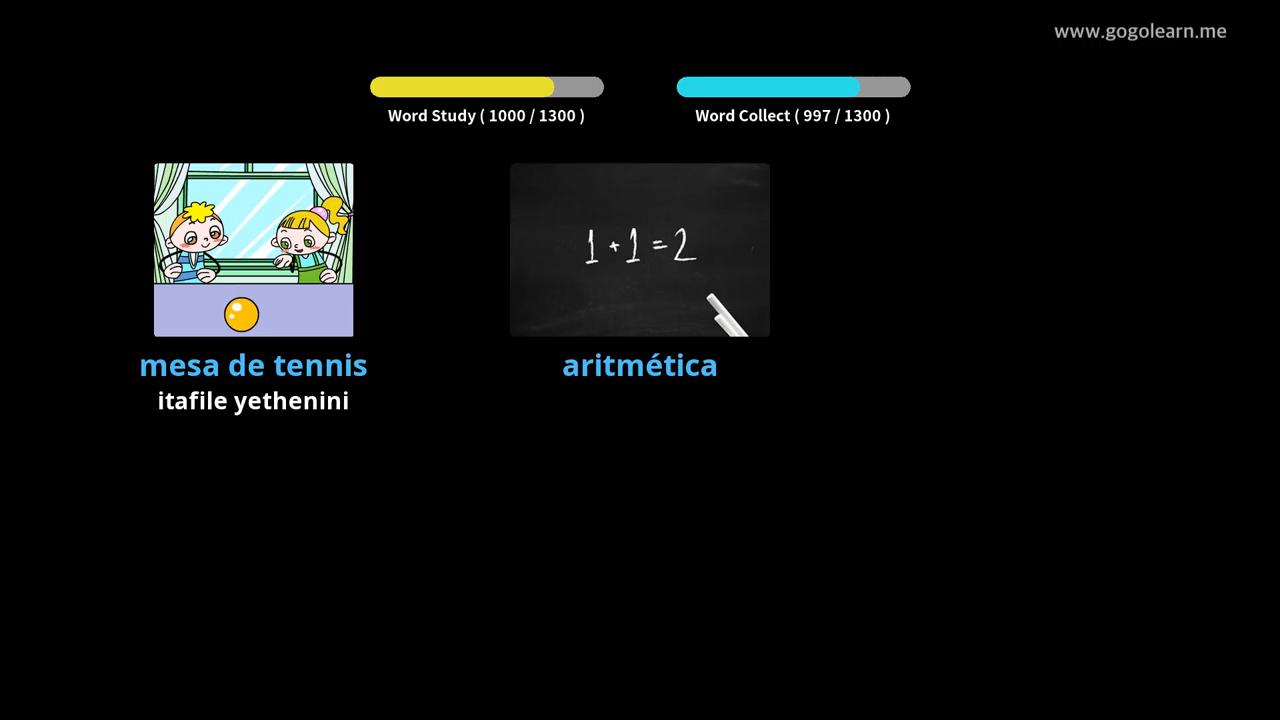 www.gogolearn.me
Word Study ( 1000 / 1300 )
Word Collect ( 997 / 1300 )
1+1=2
mesa de tennis
itafile yethenini
aritmética